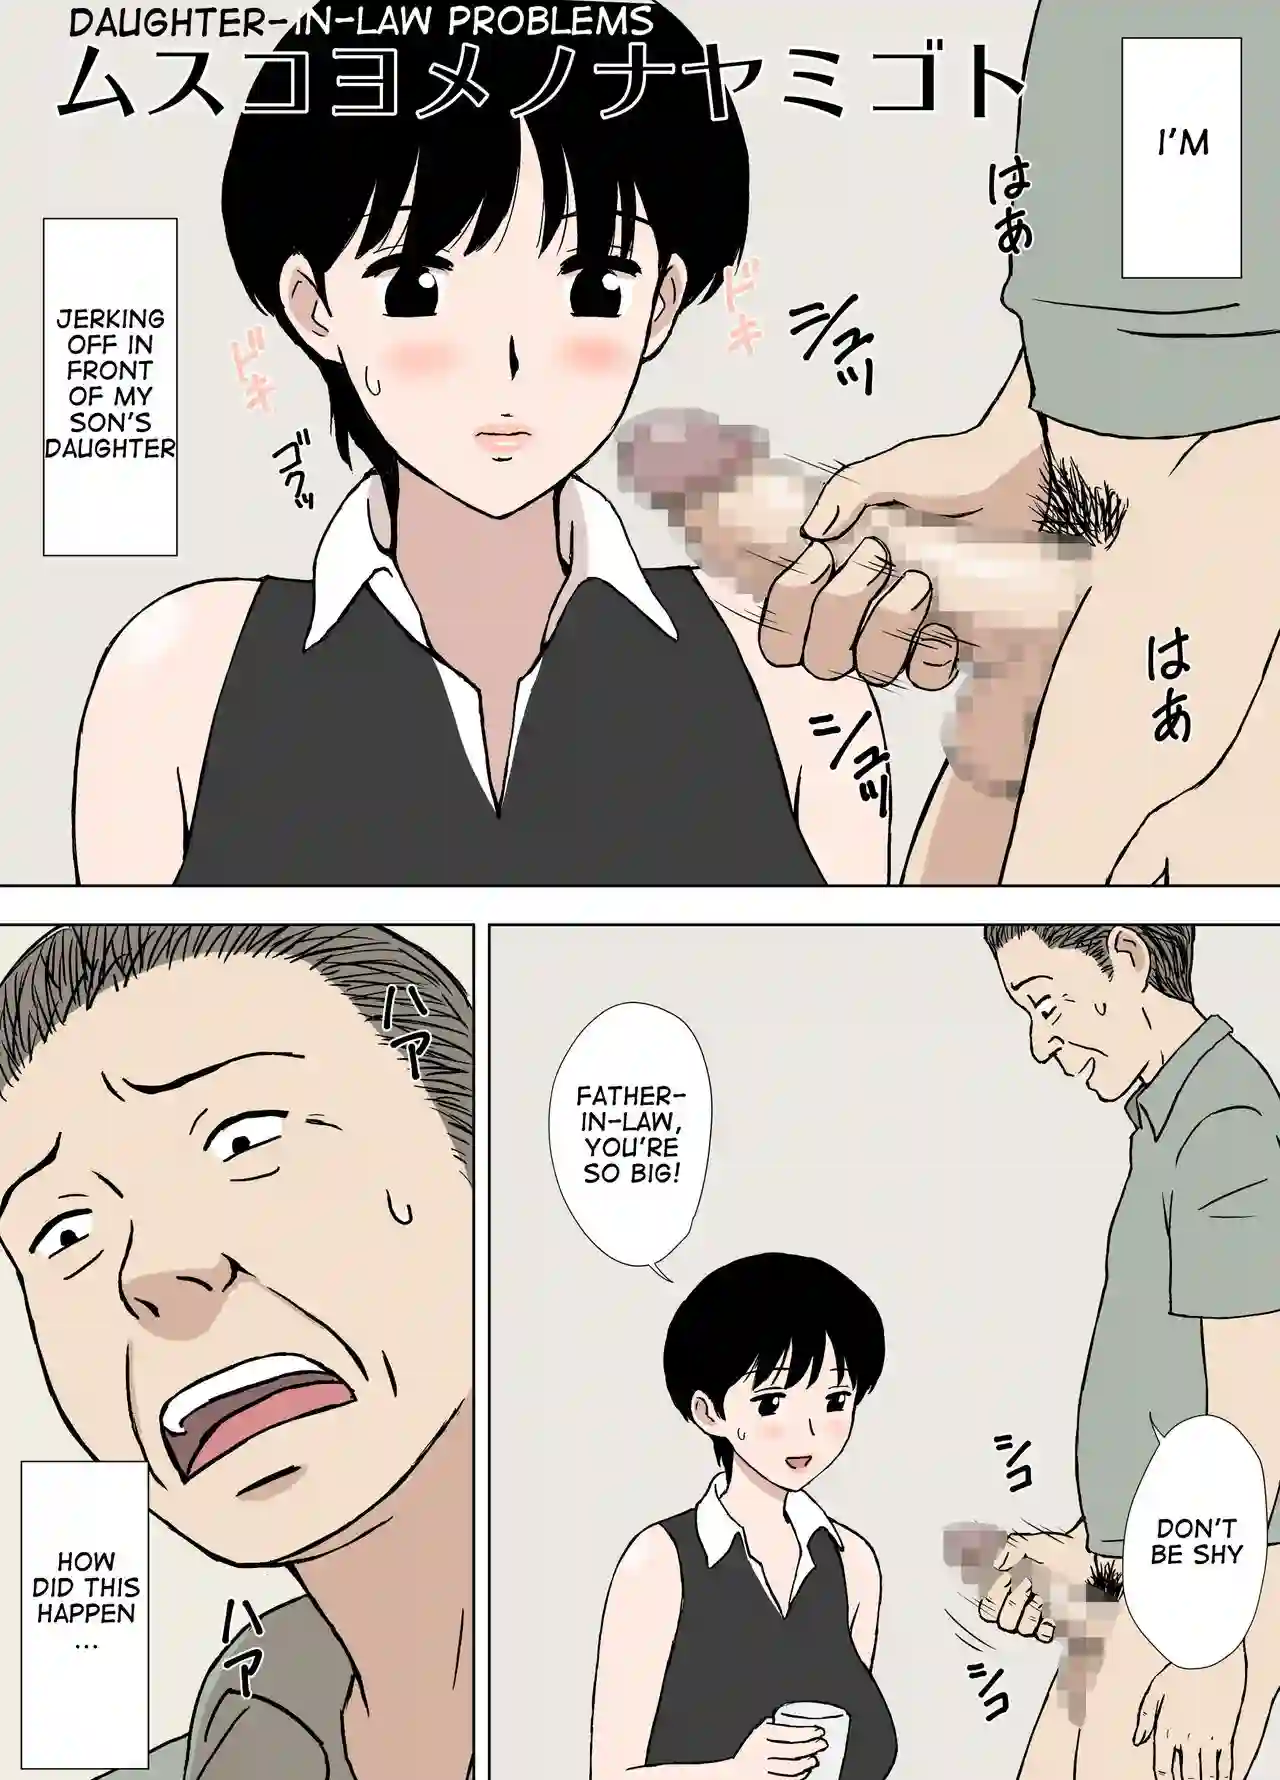 DAUGHTER-IN-LAW PROBLEMS
ムスコヨメノナヤミゴト
I'M
はぁ
JERKING
OFF IN
FRONT
OF MY
SON'S
DAUGHTER
ドキ
ドキ
シュッ
ゴクッ
はぁ
シュッ
ハァ
FATHER-
IN-LAW,
YOU'RE
SO BIG!
シコ
DON'T
BE SHY
HOW
DID THIS
HAPPEN
...
ハァ
シコ